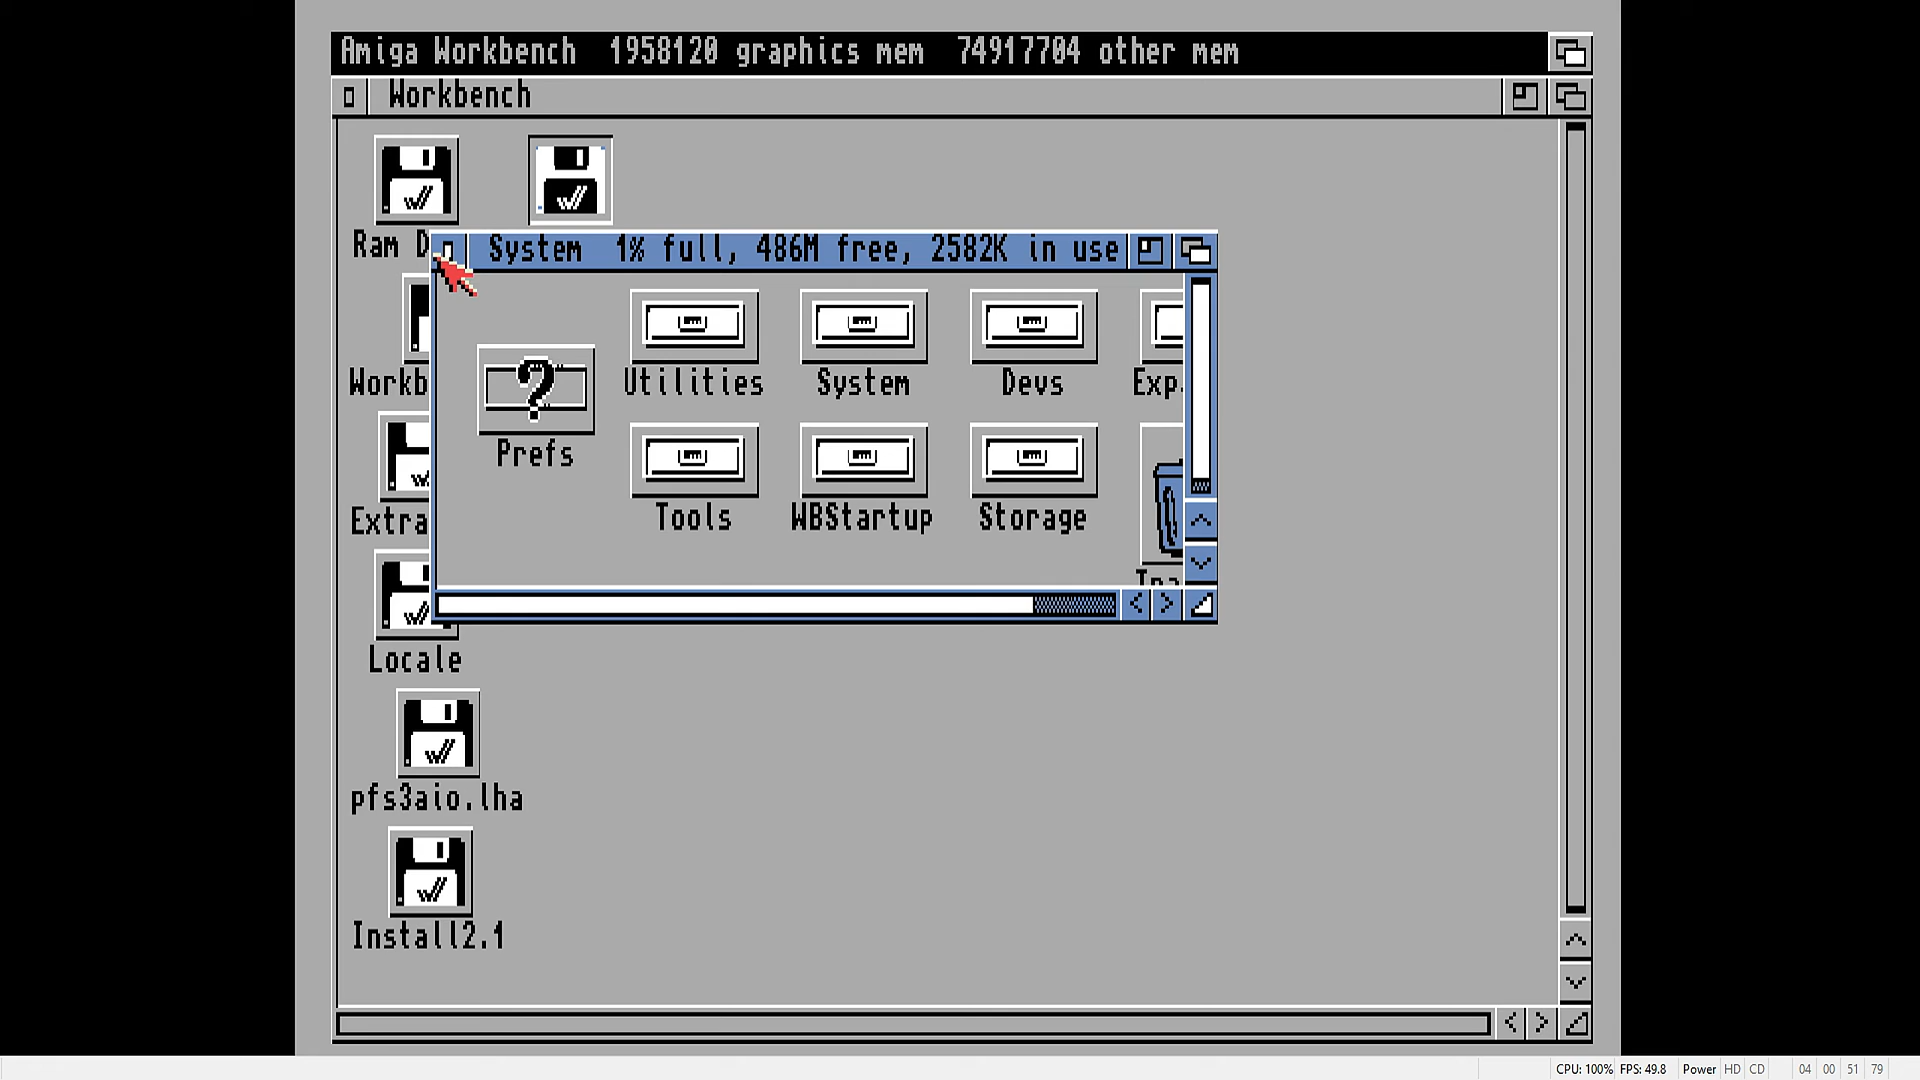 Amiga Workbench 1958120 graphics mem 74917704 other mem
Workbench
Ram D
System 1% full, 486M free, 2582K in use
Utilities System Devs Exp
Workb
Prefs
Tools WBStartup Storage
Extra
Locale
pfs3aio.lha
Install2.1
CPU: 100% FPS: 49.8 Power HD CD 04 00 51 79